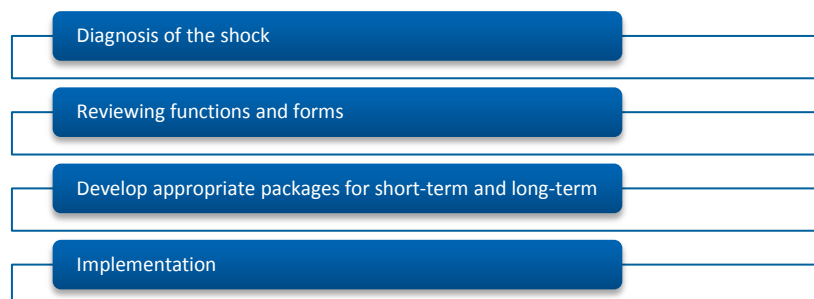 Diagnosis of the shock
Reviewing functions and forms
Develop appropriate packages for short-term and long-term
Implementation